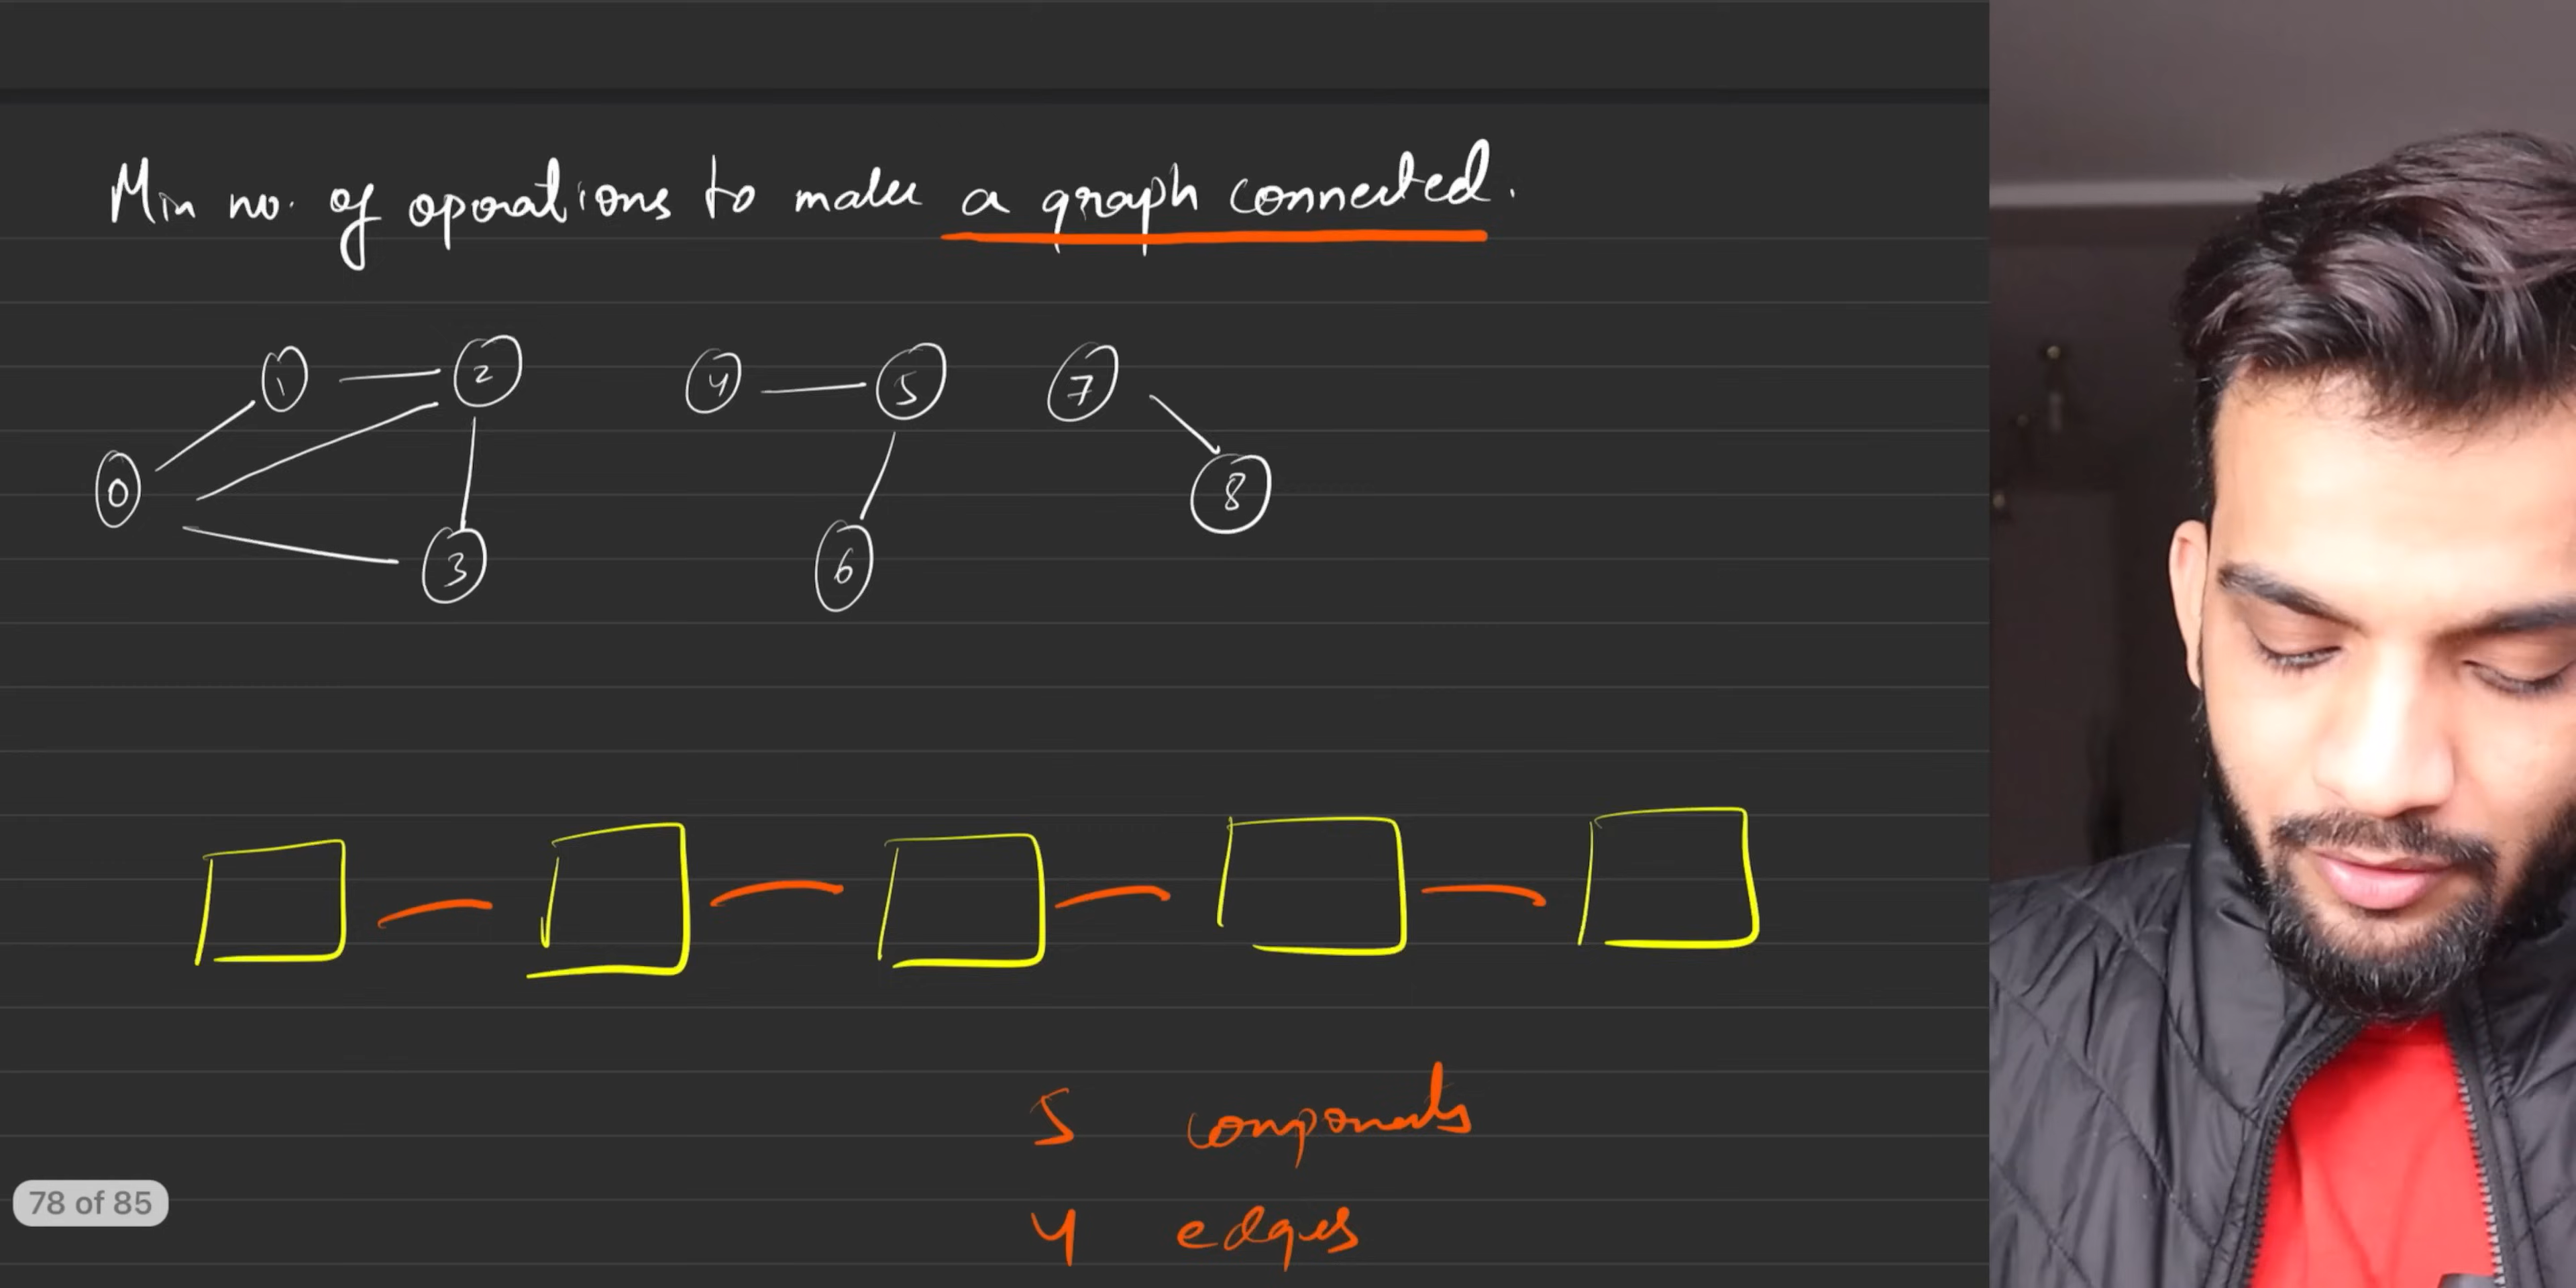 Min no. of operations to make a graph connected.
1 2 4 5 7
0 8
3 6
5 components
4 edges
78 of 85